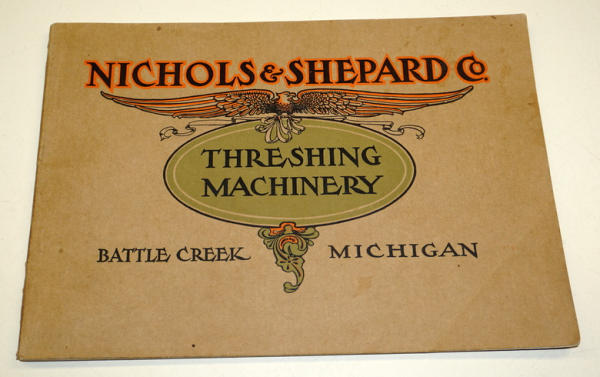 NICHOLS & SHEPARD CO.
THRESHING
MACHINERY
BATTLE CREEK MICHIGAN